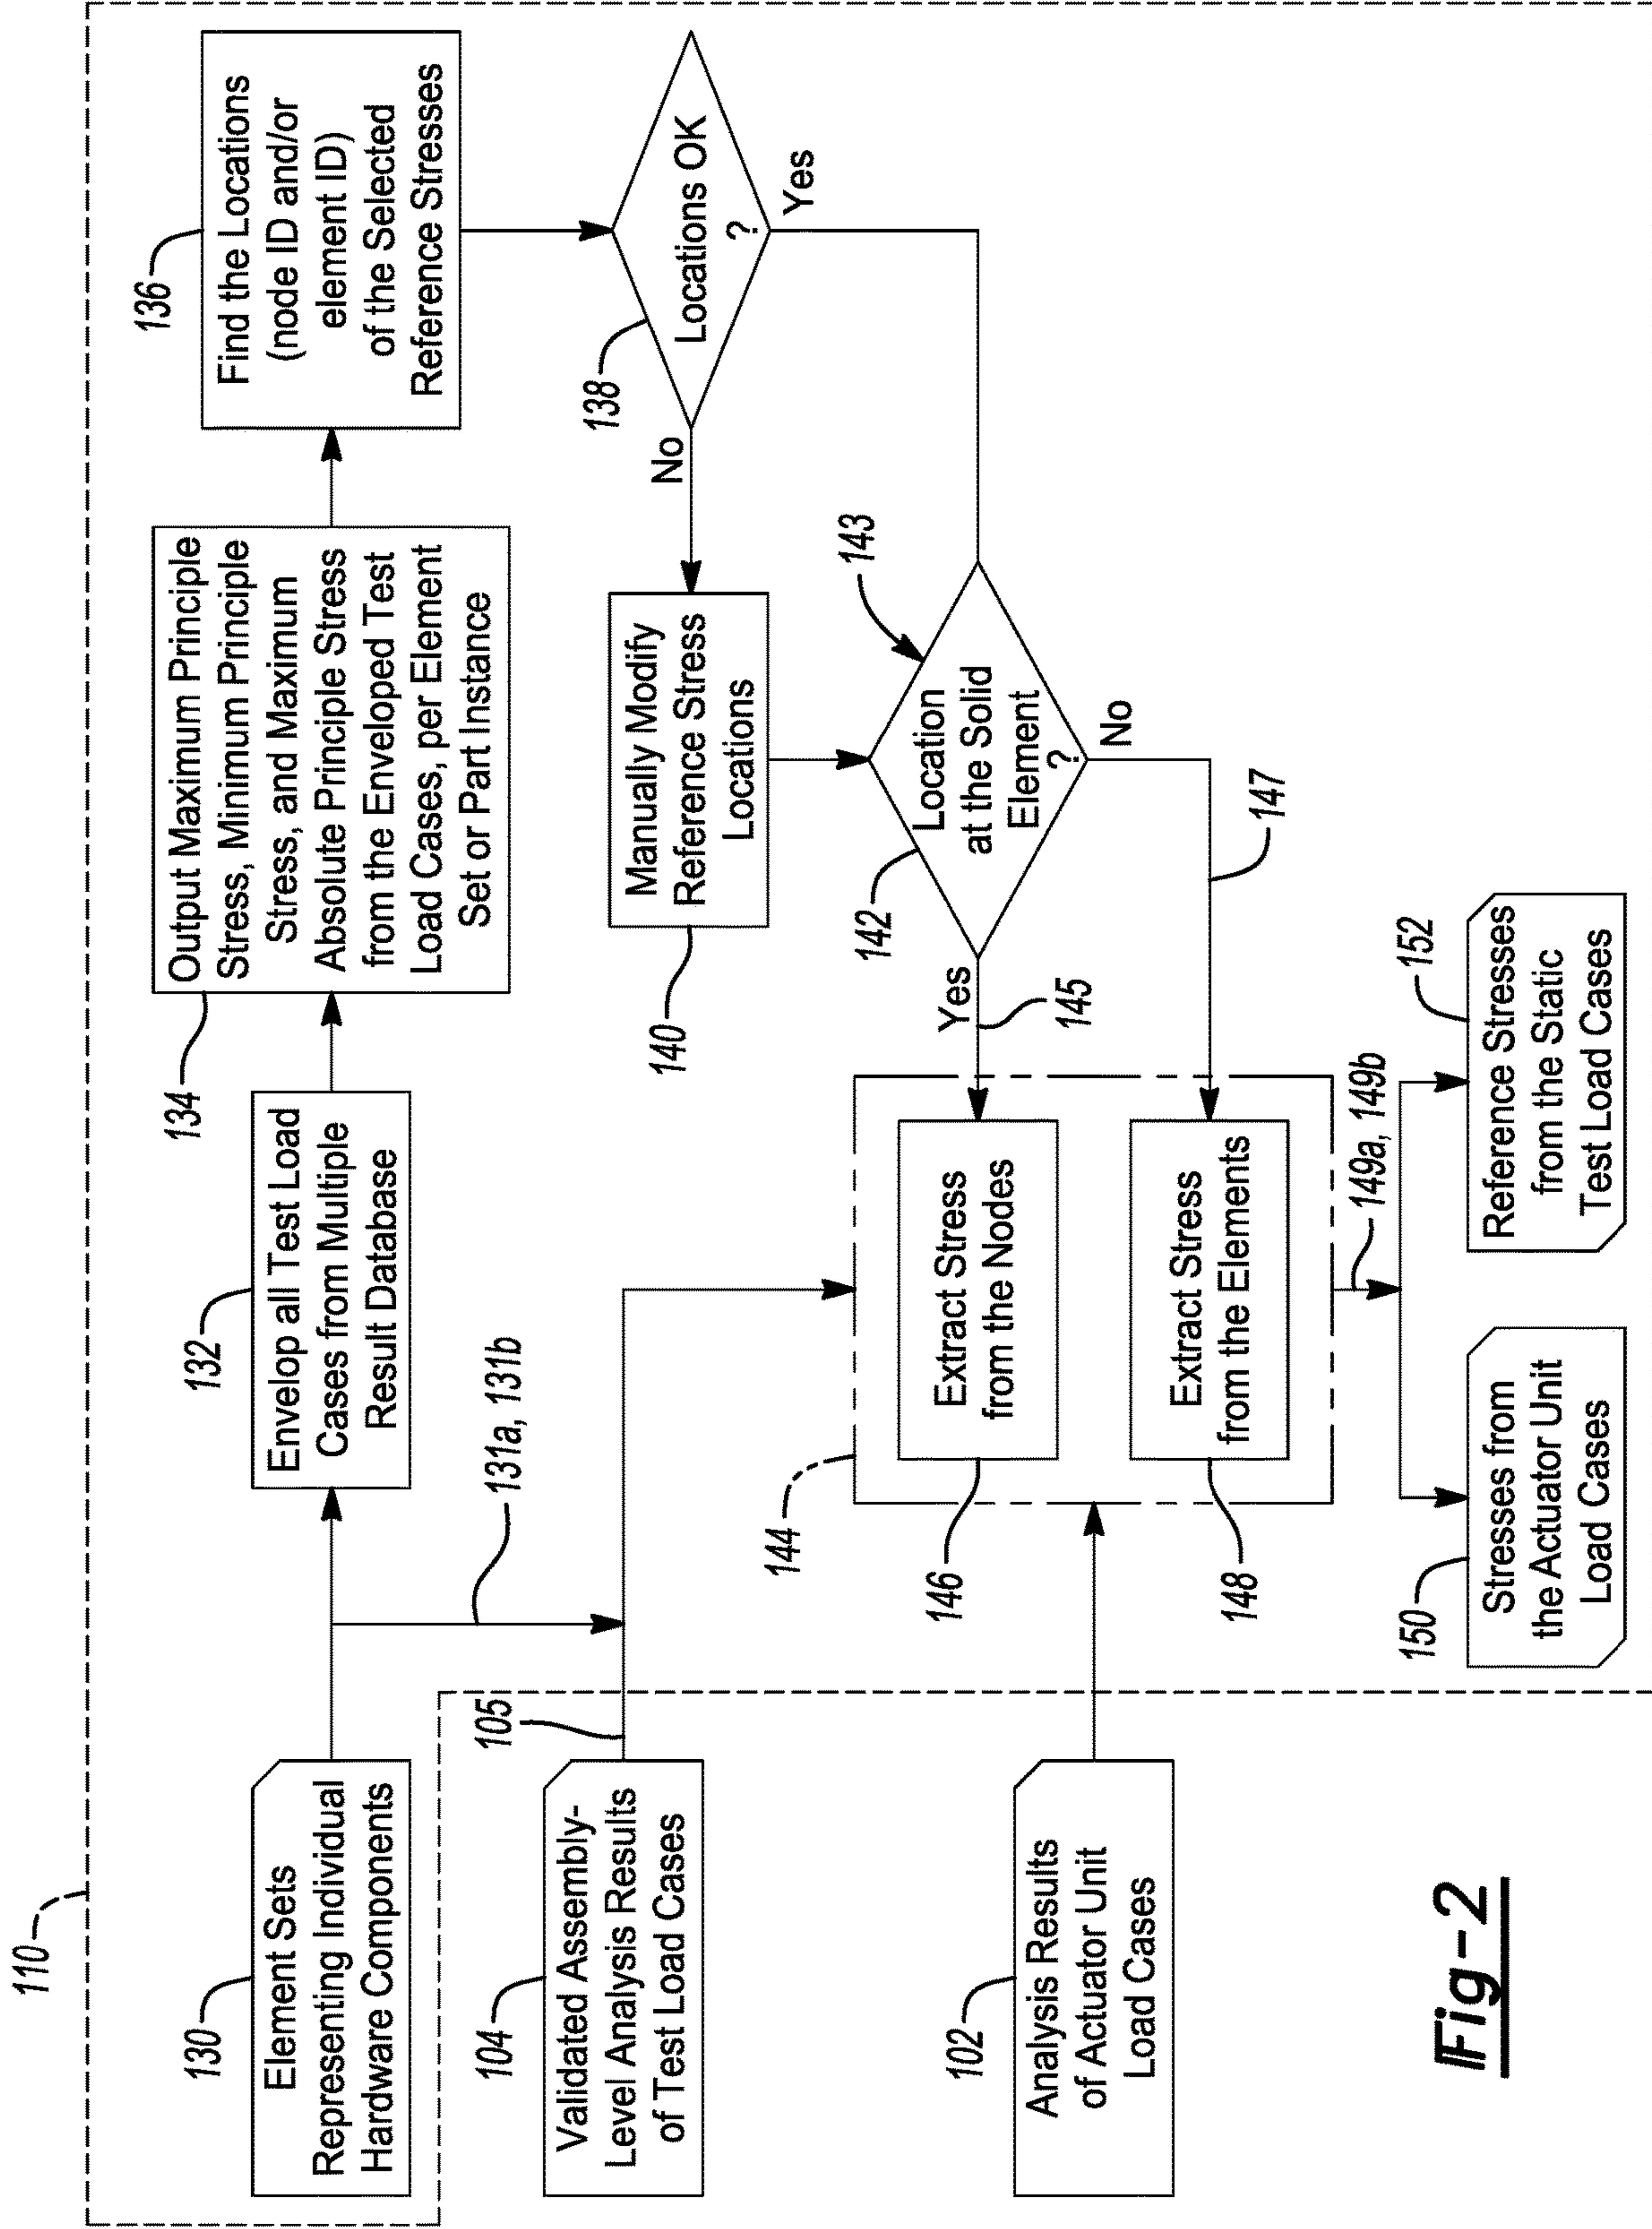 110
130
Element Sets
Representing Individual
Hardware Components
132
Envelop all Test Load
Cases from Multiple
Result Database
134
Output Maximum Principle
Stress, Minimum Principle
Stress, and Maximum
Absolute Principle Stress
from the Enveloped Test
Load Cases, per Element
Set or Part Instance
136
Find the Locations
(node ID and/or
element ID)
of the Selected
Reference Stresses
131a, 131b
104
Validated Assembly-
Level Analysis Results
of Test Load Cases
105
138
Locations OK
?
No
Yes
140
Manually Modify
Reference Stress
Locations
142
143
Location
at the Solid
Element
?
Yes
145
No
147
102
Analysis Results
of Actuator Unit
Load Cases
144
146
Extract Stress
from the Nodes
148
Extract Stress
from the Elements
149a, 149b
150
Stresses from
the Actuator Unit
Load Cases
152
Reference Stresses
from the Static
Test Load Cases
Fig-2